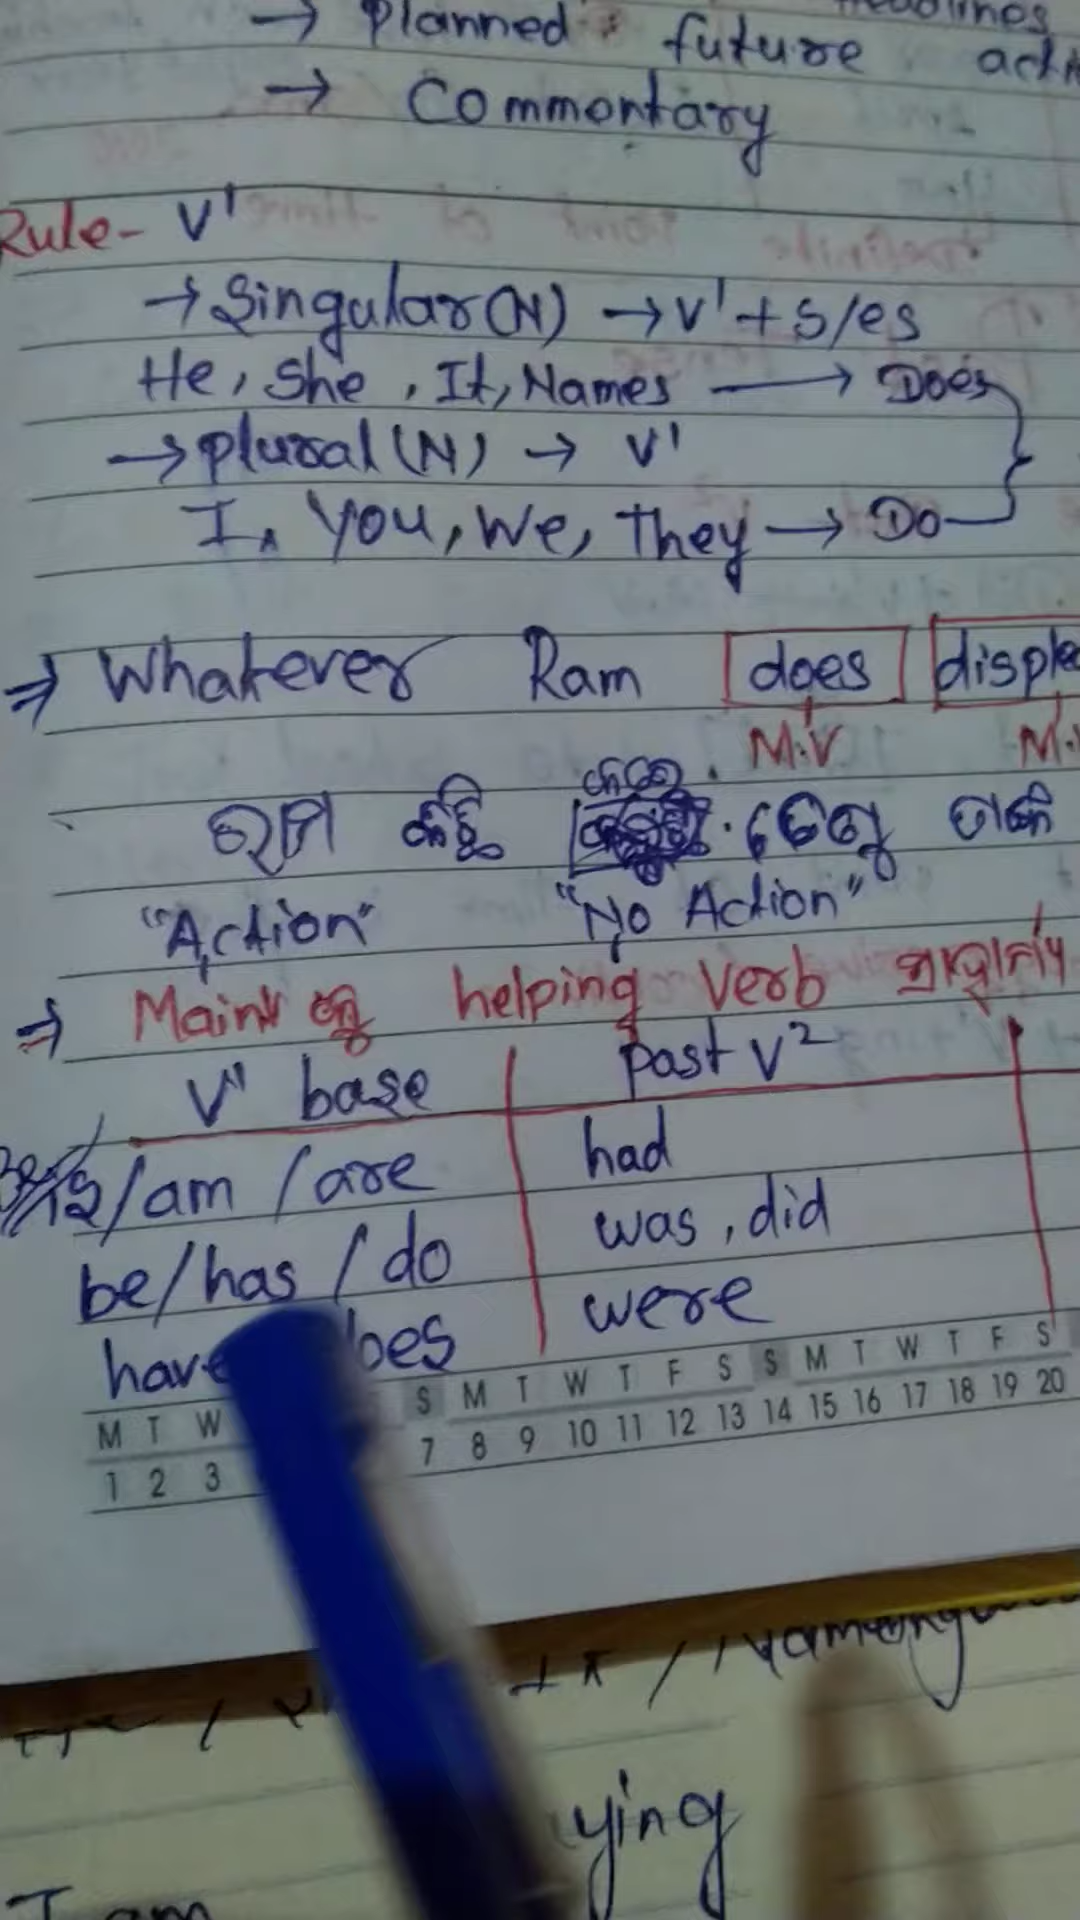 → Planned future
→ Commentary
Rule- V¹
→ Singular (N) → V¹ + s/es
He, She, It, Names → Does
→ plural (N) → V¹
I, You, We, They → Do
⇒ Whatever Ram does
M.V
ରାମ କିଛି କରେ. ତେଣୁ ତାକି
"Action" "No Action"
⇒ Main କୁ helping verb
V¹ base past V²
is/am/are had
be/has/do was, did
have were
M T W S M T W T F S S M T W T F S
1 2 3 7 8 9 10 11 12 13 14 15 16 17 18 19 20
ying
I am